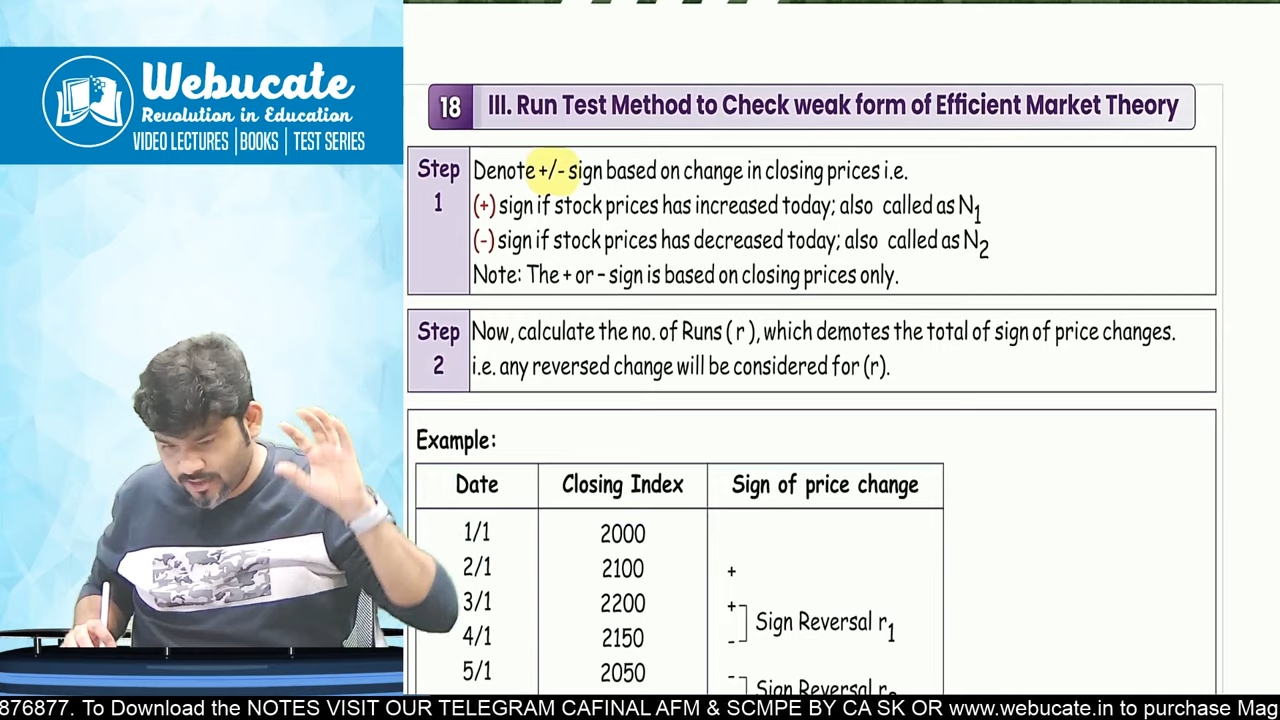 Webucate
Revolution in Education
VIDEO LECTURES | BOOKS | TEST SERIES
18 III. Run Test Method to Check weak form of Efficient Market Theory
Step 1
Denote +/- sign based on change in closing prices i.e.
(+) sign if stock prices has increased today; also called as N1
(-) sign if stock prices has decreased today; also called as N2
Note: The + or – sign is based on closing prices only.
Step 2
Now, calculate the no. of Runs ( r ), which demotes the total of sign of price changes.
i.e. any reversed change will be considered for (r).
Example:
Date Closing Index Sign of price change
1/1 2000
2/1 2100 +
3/1 2200 +
Sign Reversal r1
4/1 2150 -
5/1 2050 -
Sign Reversal
876877. To Download the NOTES VISIT OUR TELEGRAM CAFINAL AFM & SCMPE BY CA SK OR www.webucate.in to purchase Mag